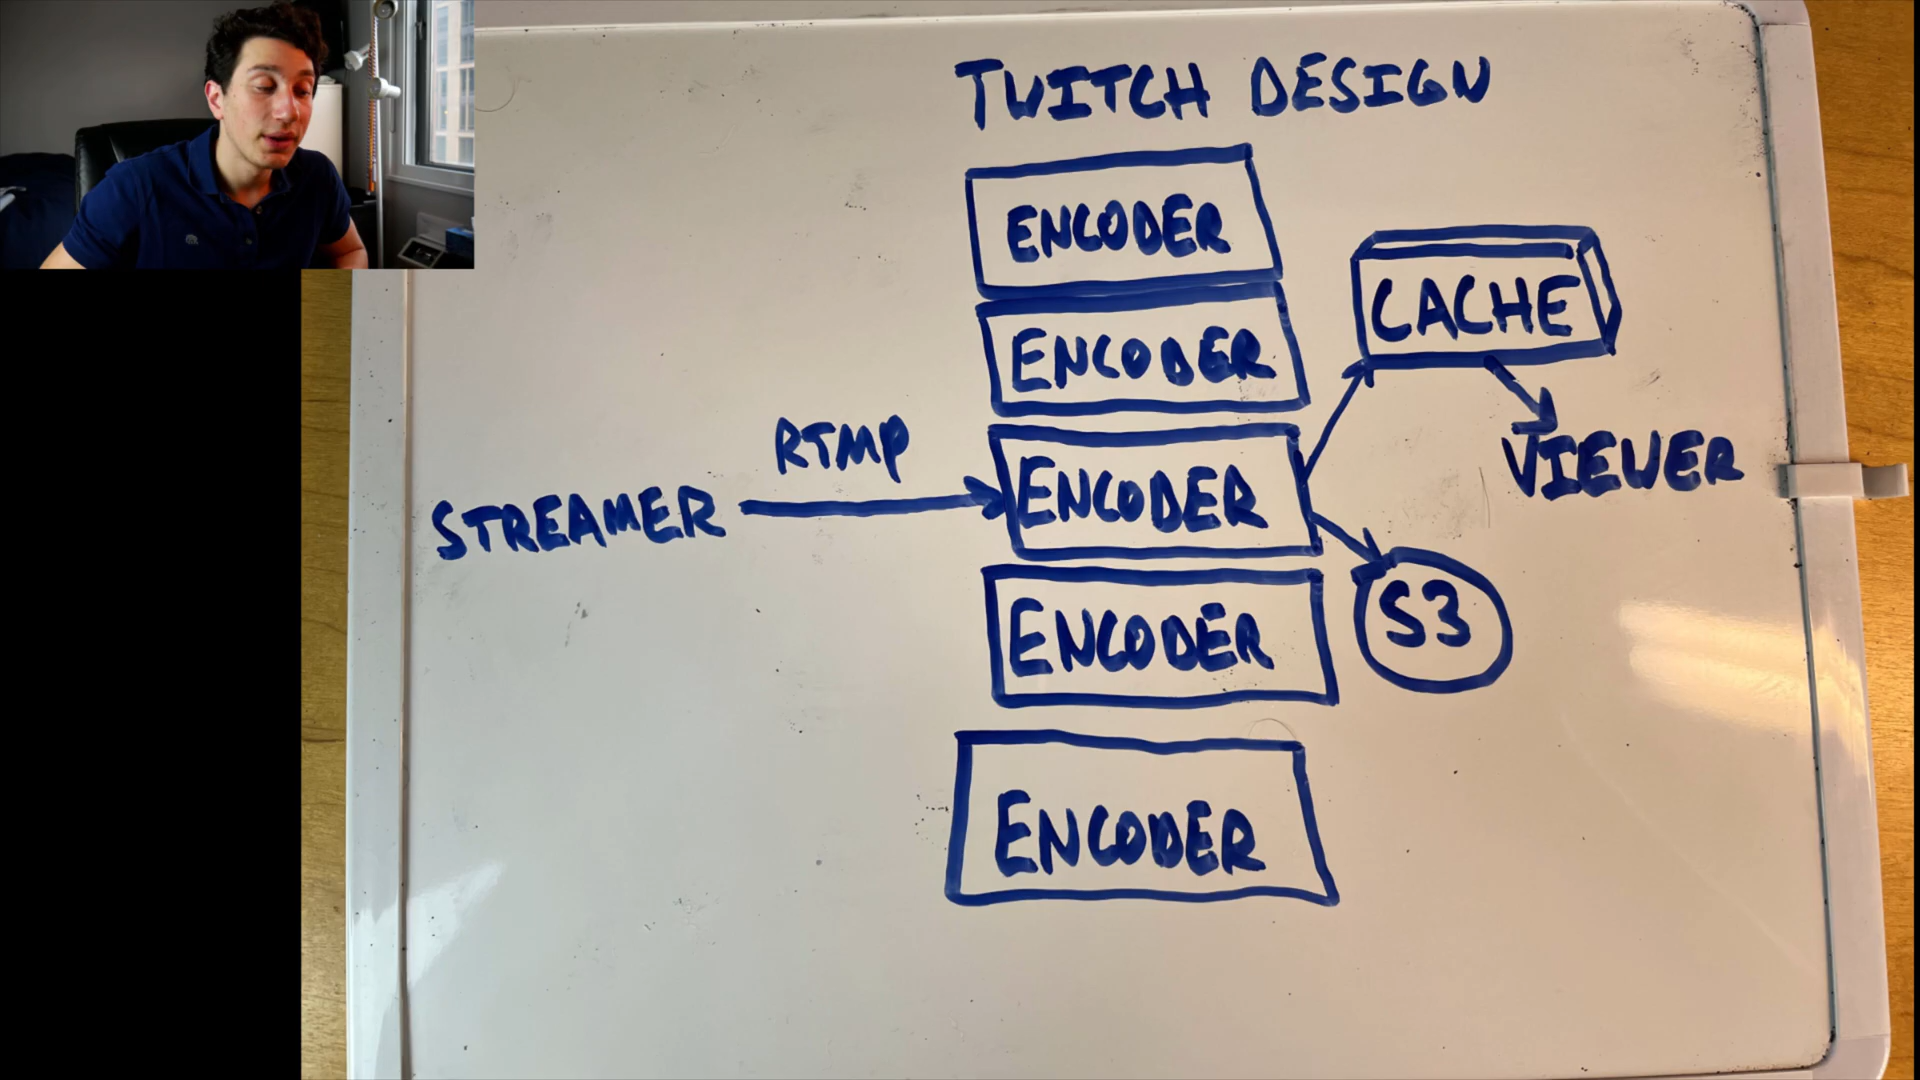 TWITCH DESIGN
ENCODER
ENCODER
CACHE
RTMP
STREAMER
ENCODER
VIEWER
ENCODER
S3
ENCODER